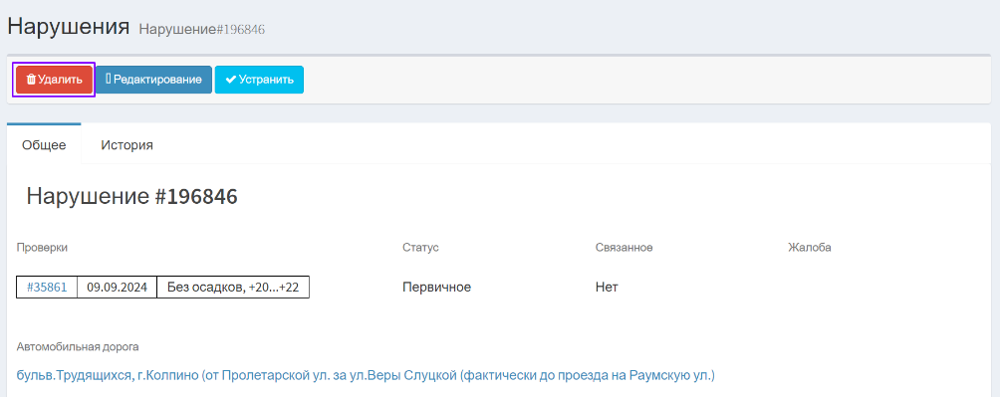 Нарушения Нарушение#196846
Удалить Редактирование Устранить
Общее История
Нарушение #196846
Проверки Статус Связанное Жалоба
#35861 09.09.2024 Без осадков, +20...+22 Первичное Нет
Автомобильная дорога
бульв.Трудящихся, г.Колпино (от Пролетарской ул. за ул.Веры Слуцкой (фактически до проезда на Раумскую ул.)